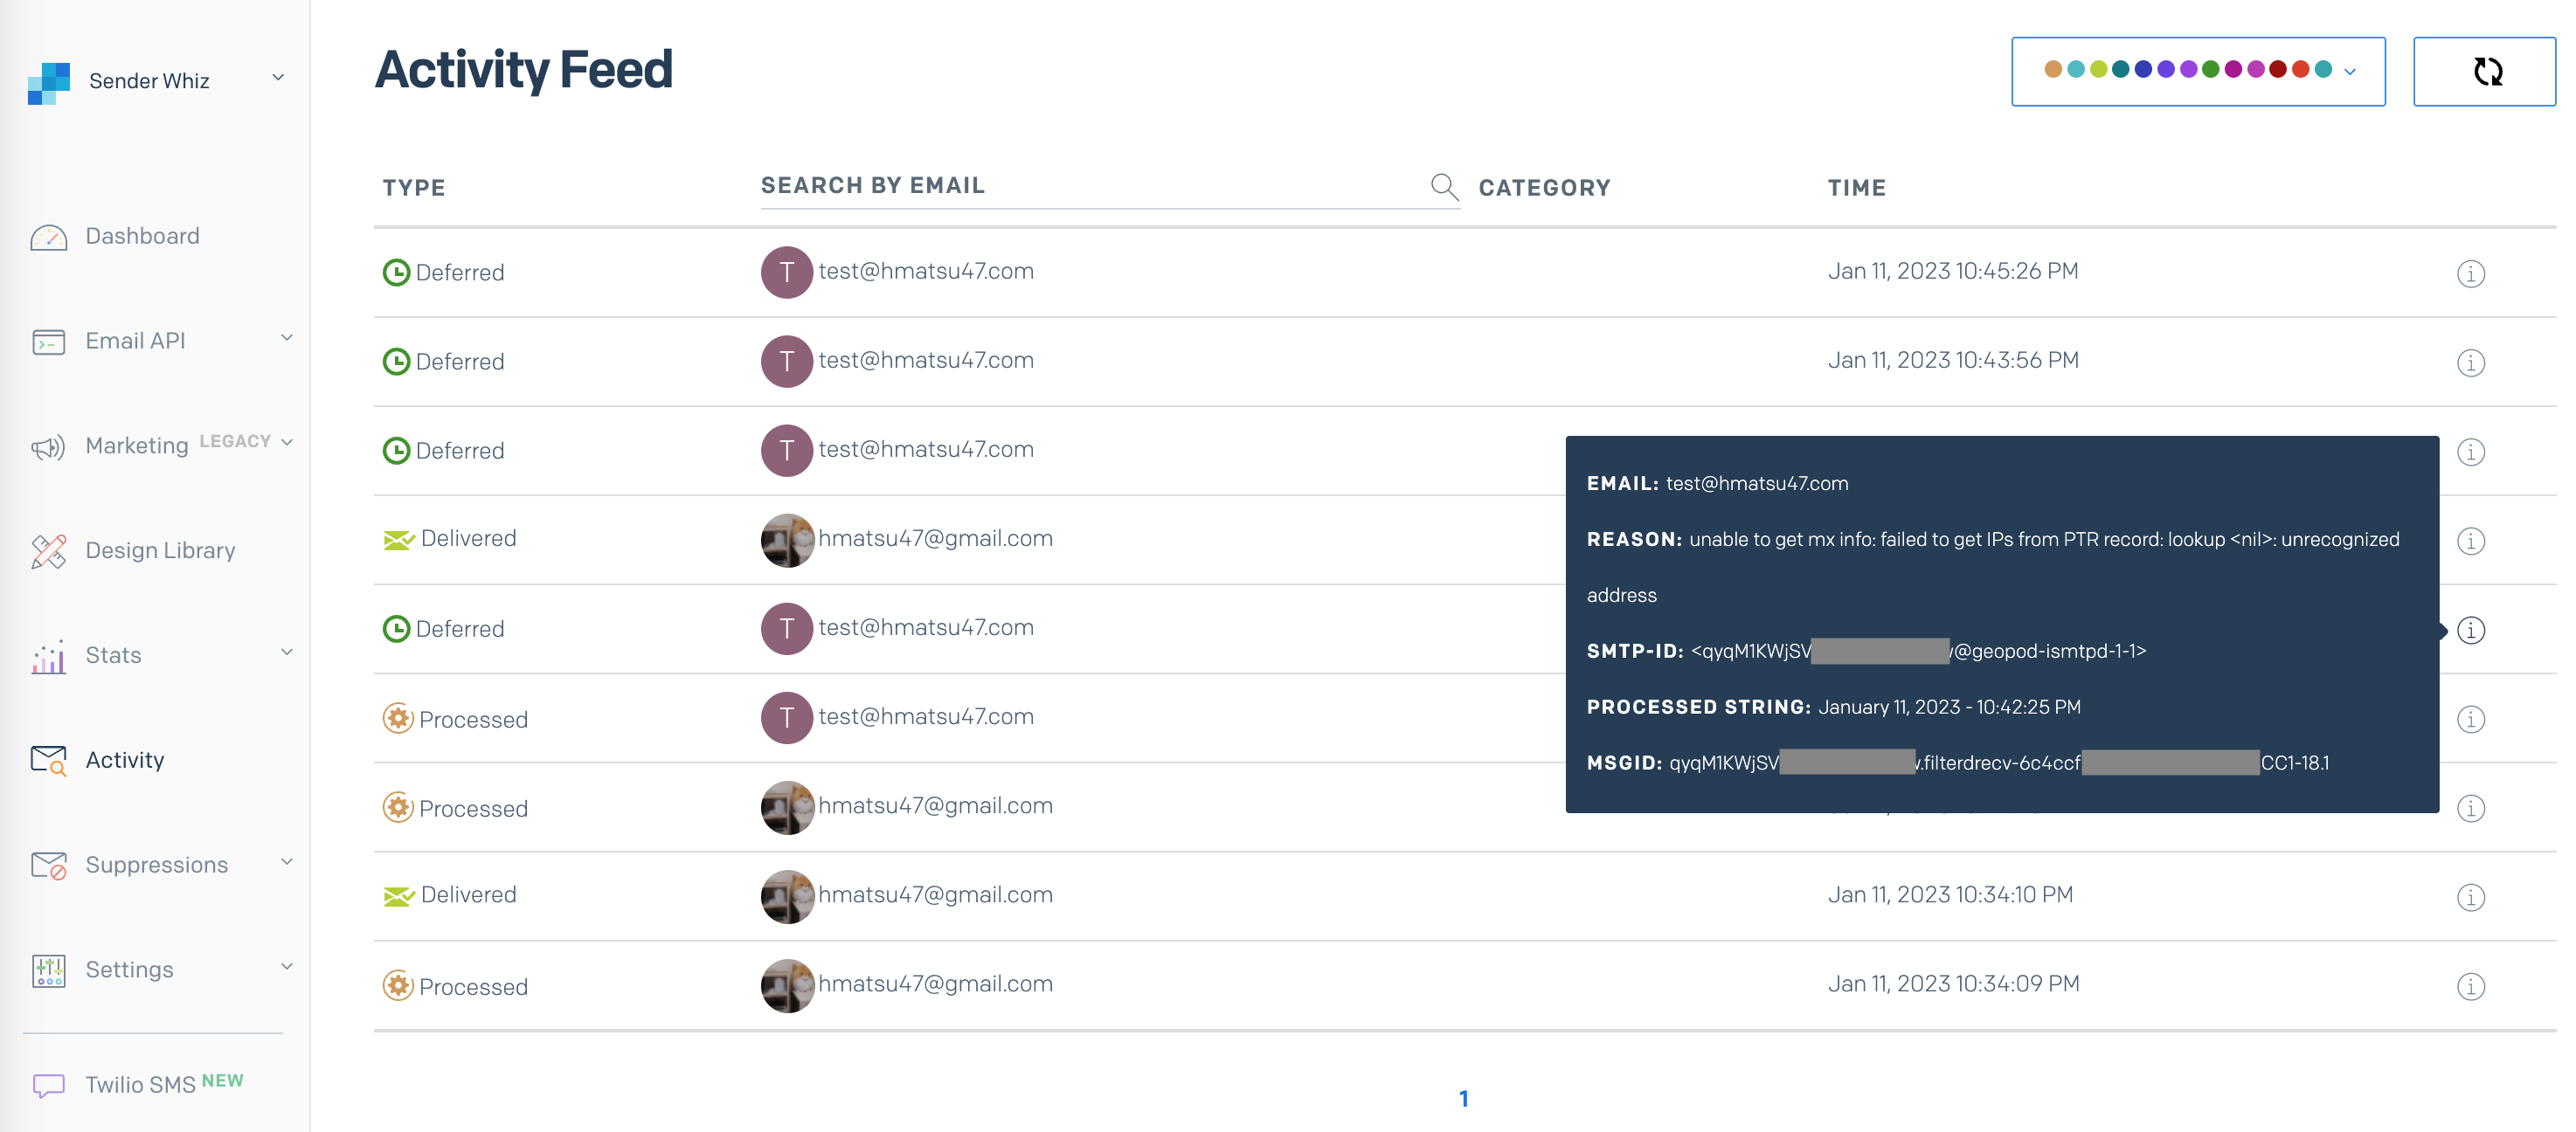 Sender Whiz
Activity Feed
TYPE
SEARCH BY EMAIL
CATEGORY
TIME
Dashboard
Email API
Marketing LEGACY
Design Library
Stats
Activity
Suppressions
Settings
Twilio SMS NEW
Deferred T test@hmatsu47.com Jan 11, 2023 10:45:26 PM
Deferred T test@hmatsu47.com Jan 11, 2023 10:43:56 PM
Deferred T test@hmatsu47.com
Delivered hmatsu47@gmail.com
Deferred T test@hmatsu47.com
Processed T test@hmatsu47.com
Processed hmatsu47@gmail.com
Delivered hmatsu47@gmail.com Jan 11, 2023 10:34:10 PM
Processed hmatsu47@gmail.com Jan 11, 2023 10:34:09 PM
EMAIL: test@hmatsu47.com
REASON: unable to get mx info: failed to get IPs from PTR record: lookup <nil>: unrecognized
address
SMTP-ID: <qyqM1KWjSV @geopod-ismtpd-1-1>
PROCESSED STRING: January 11, 2023 - 10:42:25 PM
MSGID: qyqM1KWjSV .filterdrecv-6c4ccf CC1-18.1
1